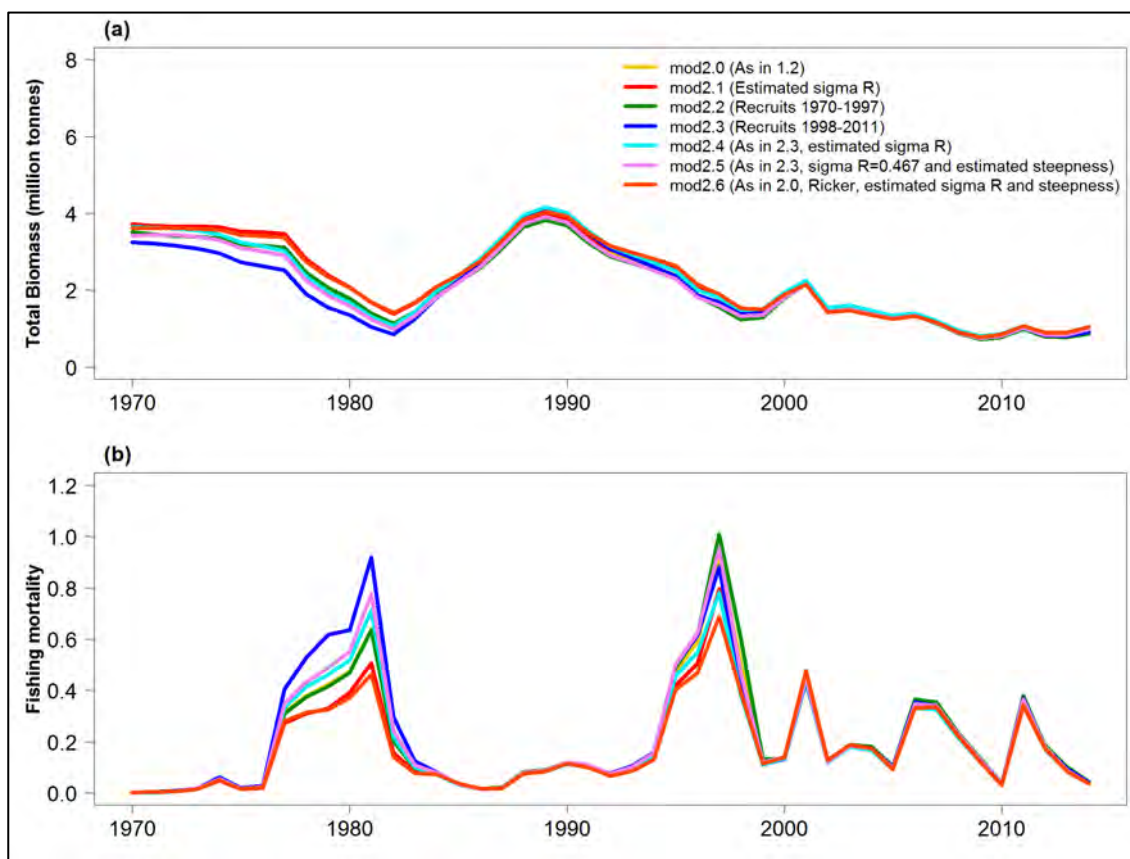 (a)
Total Biomass (million tonnes)
8
6
4
2
0
mod2.0 (As in 1.2)
mod2.1 (Estimated sigma R)
mod2.2 (Recruits 1970-1997)
mod2.3 (Recruits 1998-2011)
mod2.4 (As in 2.3, estimated sigma R)
mod2.5 (As in 2.3, sigma R=0.467 and estimated steepness)
mod2.6 (As in 2.0, Ricker, estimated sigma R and steepness)
1970 1980 1990 2000 2010
(b)
Fishing mortality
1.2
1.0
0.8
0.6
0.4
0.2
0.0
1970 1980 1990 2000 2010